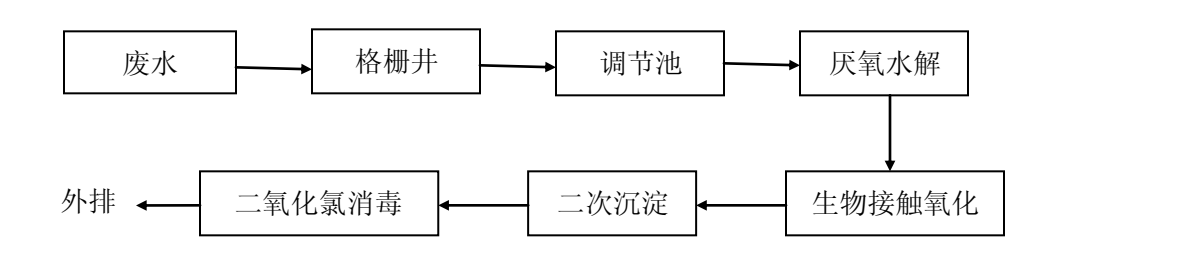 废水
格栅井
调节池
厌氧水解
生物接触氧化
二次沉淀
二氧化氯消毒
外排